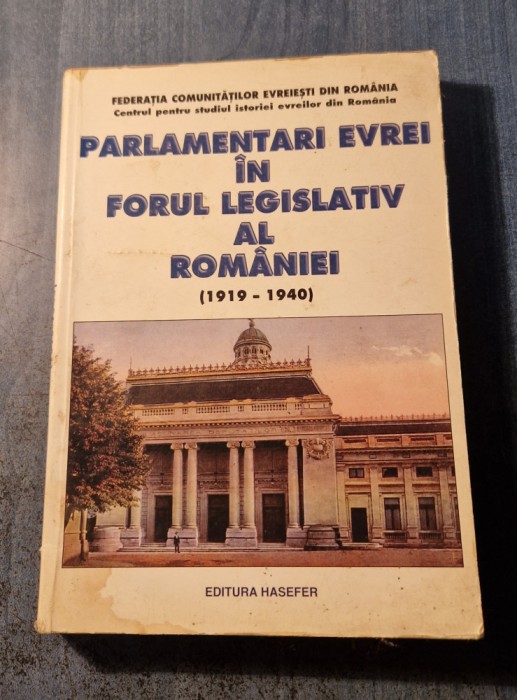 FEDERAȚIA COMUNITĂȚILOR EVREIEȘTI DIN ROMÂNIA
Centrul pentru studiul istoriei evreilor din România
PARLAMENTARI EVREI
ÎN
FORUL LEGISLATIV
AL
ROMÂNIEI
(1919 - 1940)
EDITURA HASEFER